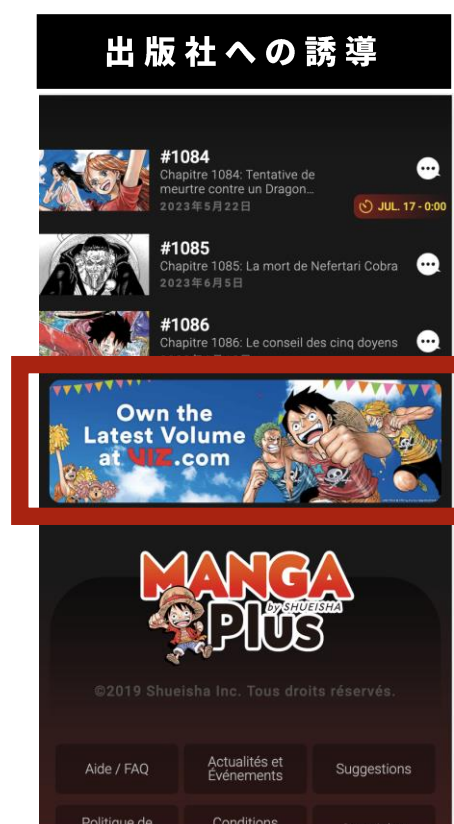 出版社への誘導
#1084
Chapitre 1084: Tentative de
meurtre contre un Dragon...
2023年5月22日
JUL. 17 - 0:00
#1085
Chapitre 1085: La mort de Nefertari Cobra
2023年6月5日
#1086
Chapitre 1086: Le conseil des cinq doyens
Own the
Latest Volume
at VIZ.com
MANGA
by SHUEISHA
Plus
©2019 Shueisha Inc. Tous droits réservés.
Aide / FAQ
Actualités et
Événements
Suggestions
Politique de
Conditions